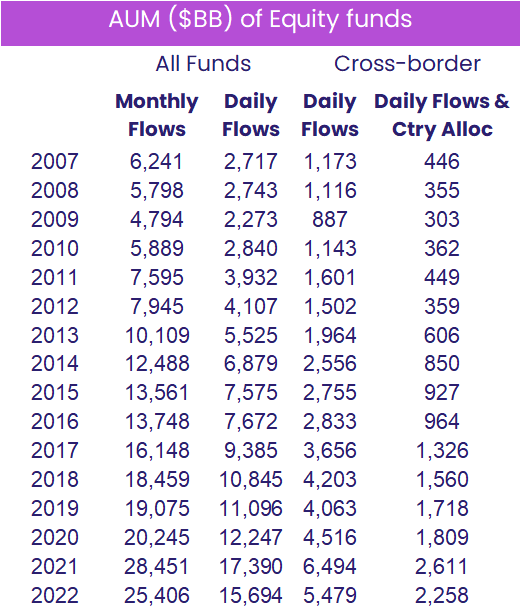 AUM ($BB) of Equity funds
All Funds Cross-border
Monthly Daily Daily Daily Flows &
Flows Flows Flows Ctry Alloc
2007 6,241 2,717 1,173 446
2008 5,798 2,743 1,116 355
2009 4,794 2,273 887 303
2010 5,889 2,840 1,143 362
2011 7,595 3,932 1,601 449
2012 7,945 4,107 1,502 359
2013 10,109 5,525 1,964 606
2014 12,488 6,879 2,556 850
2015 13,561 7,575 2,755 927
2016 13,748 7,672 2,833 964
2017 16,148 9,385 3,656 1,326
2018 18,459 10,845 4,203 1,560
2019 19,075 11,096 4,063 1,718
2020 20,245 12,247 4,516 1,809
2021 28,451 17,390 6,494 2,611
2022 25,406 15,694 5,479 2,258